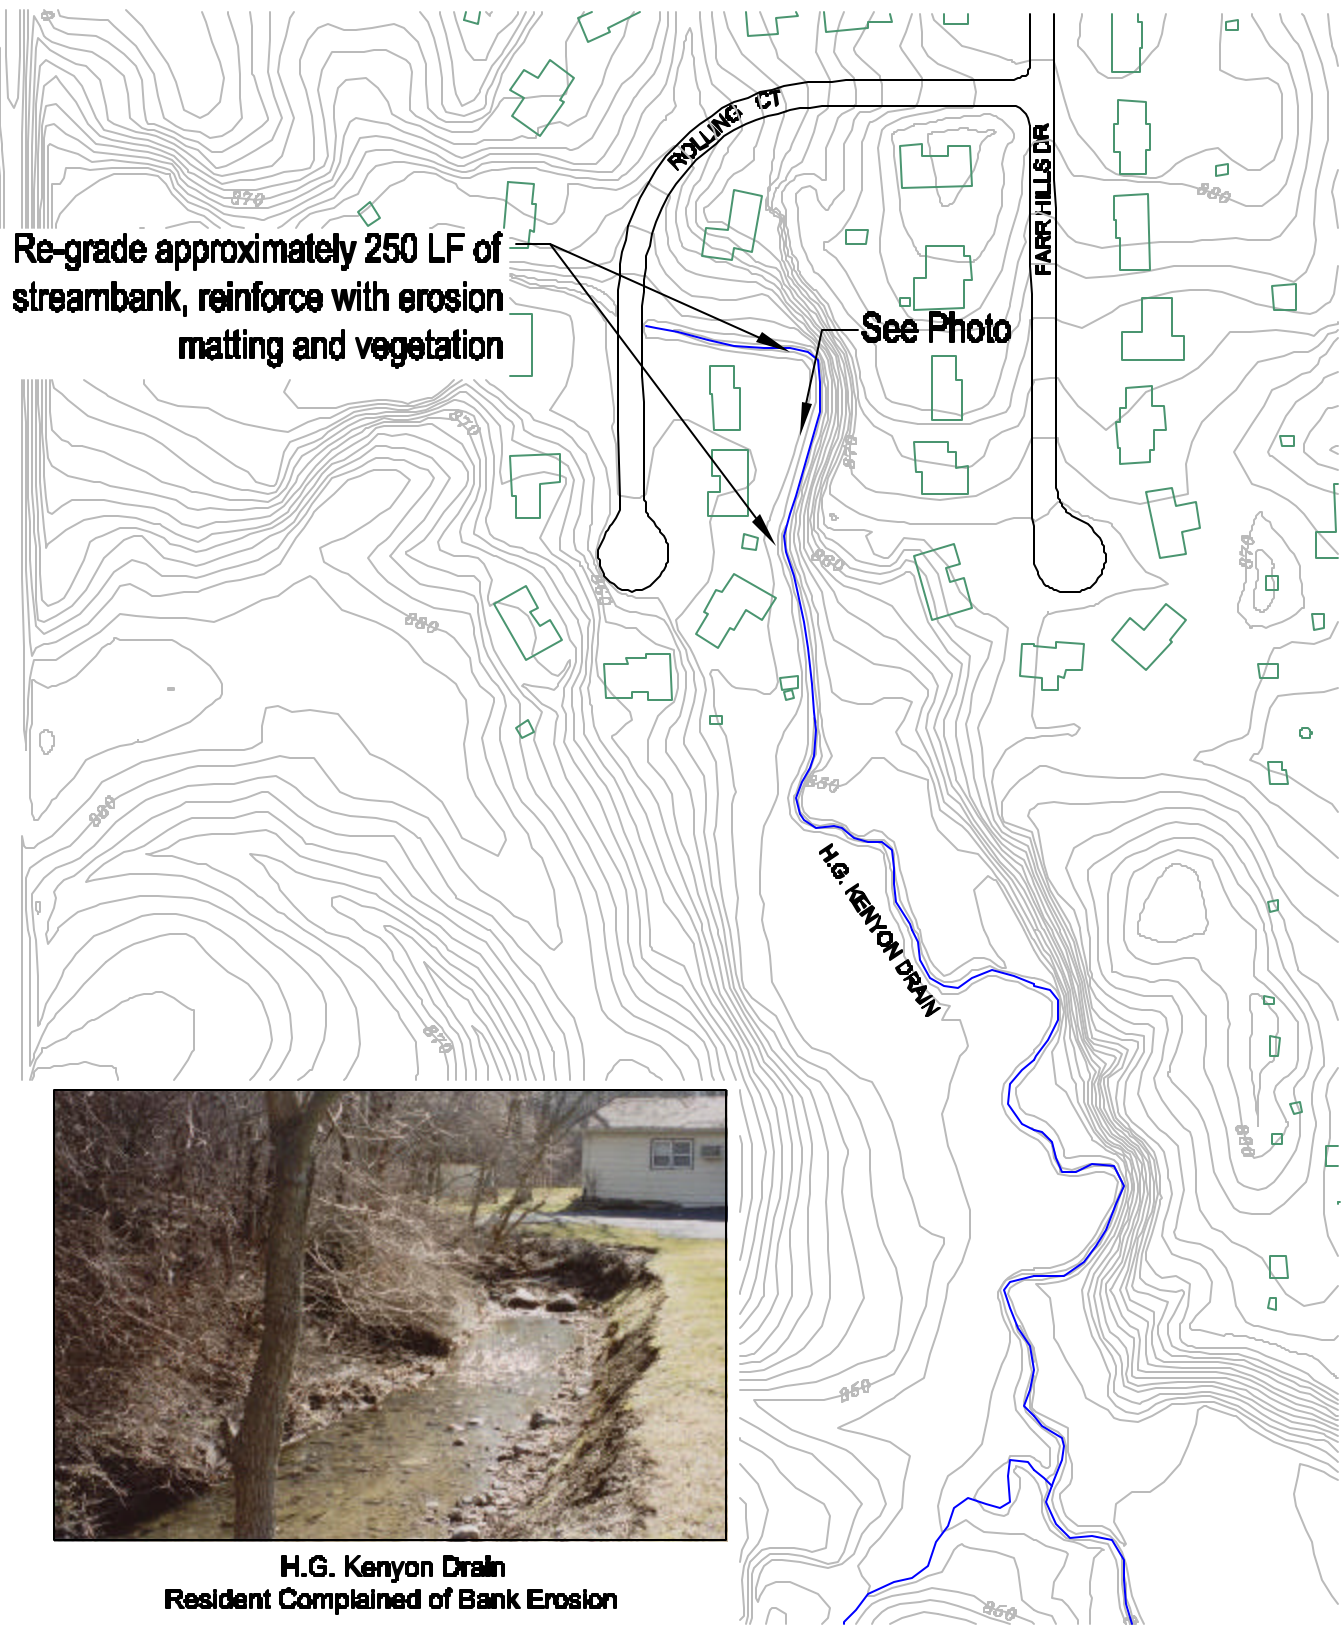 ROLLING CT
FARR HILLS DR
870
880
Re-grade approximately 250 LF of
streambank, reinforce with erosion
matting and vegetation
See Photo
870
870
860
870
860
880
880
850
H.G. KENYON DRAIN
870
850
850
860
H.G. Kenyon Drain
Resident Complained of Bank Erosion